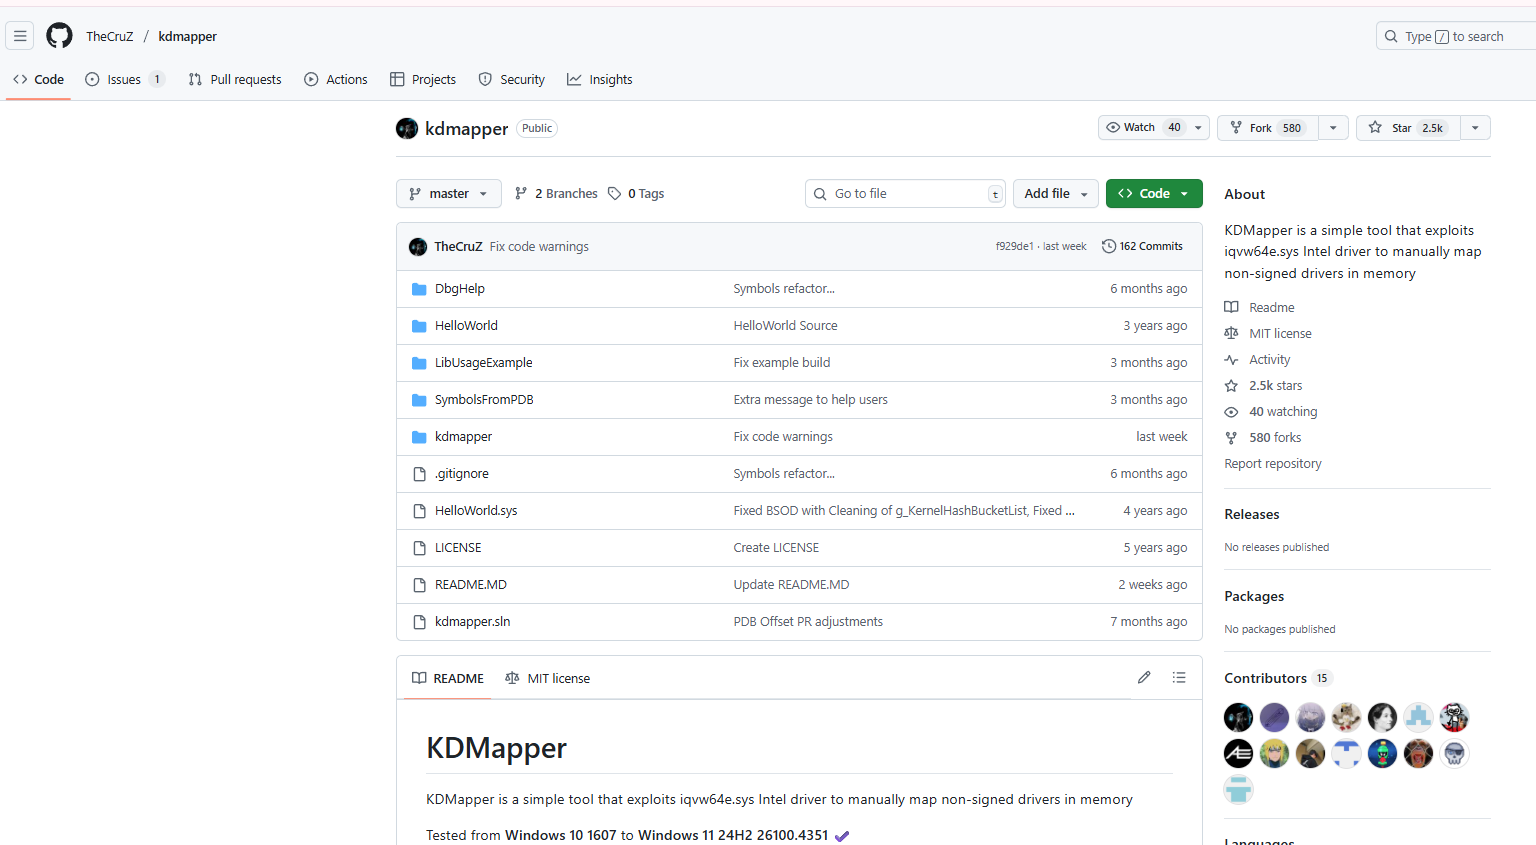 TheCruZ / kdmapper
Type / to search
Code
Issues 1
Pull requests
Actions
Projects
Security
Insights
kdmapper Public
Watch 40
Fork 580
Star 2.5k
master
2 Branches
0 Tags
Go to file t
Add file
Code
TheCruZ Fix code warnings f929de1 · last week 162 Commits
DbgHelp Symbols refactor... 6 months ago
HelloWorld HelloWorld Source 3 years ago
LibUsageExample Fix example build 3 months ago
SymbolsFromPDB Extra message to help users 3 months ago
kdmapper Fix code warnings last week
.gitignore Symbols refactor... 6 months ago
HelloWorld.sys Fixed BSOD with Cleaning of g_KernelHashBucketList, Fixed ... 4 years ago
LICENSE Create LICENSE 5 years ago
README.MD Update README.MD 2 weeks ago
kdmapper.sln PDB Offset PR adjustments 7 months ago
README
MIT license
KDMapper
KDMapper is a simple tool that exploits iqvw64e.sys Intel driver to manually map non-signed drivers in memory
Tested from Windows 10 1607 to Windows 11 24H2 26100.4351
About
KDMapper is a simple tool that exploits
iqvw64e.sys Intel driver to manually map
non-signed drivers in memory
Readme
MIT license
Activity
2.5k stars
40 watching
580 forks
Report repository
Releases
No releases published
Packages
No packages published
Contributors 15
Languages